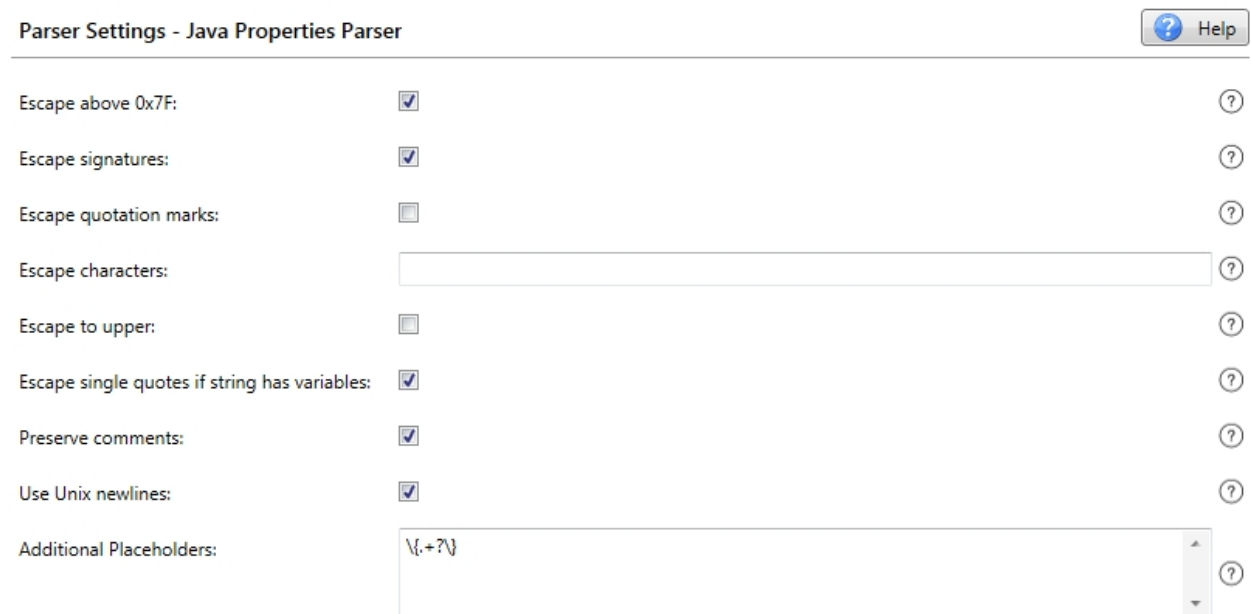 Parser Settings - Java Properties Parser
Help
Escape above 0x7F:
Escape signatures:
Escape quotation marks:
Escape characters:
Escape to upper:
Escape single quotes if string has variables:
Preserve comments:
Use Unix newlines:
Additional Placeholders:
\{.+?\}